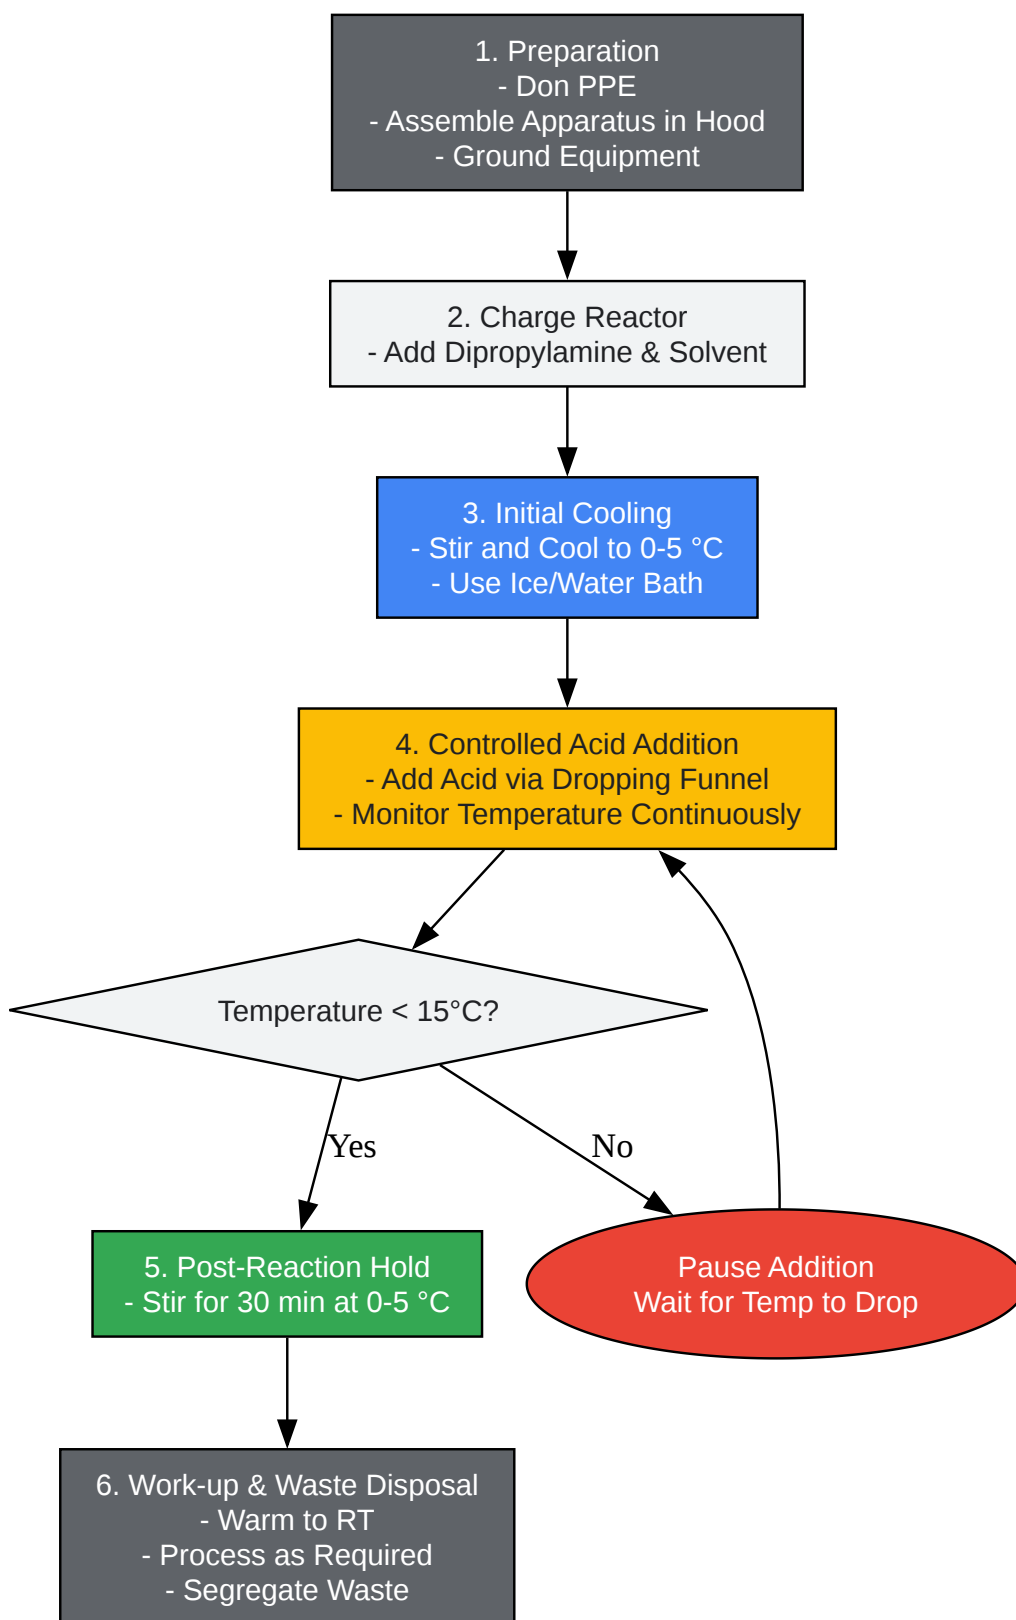 1. Preparation
- Don PPE
- Assemble Apparatus in Hood
- Ground Equipment
2. Charge Reactor
- Add Dipropylamine & Solvent
3. Initial Cooling
- Stir and Cool to 0-5 °C
- Use Ice/Water Bath
4. Controlled Acid Addition
- Add Acid via Dropping Funnel
- Monitor Temperature Continuously
Temperature < 15°C?
Yes
No
5. Post-Reaction Hold
- Stir for 30 min at 0-5 °C
Pause Addition
Wait for Temp to Drop
6. Work-up & Waste Disposal
- Warm to RT
- Process as Required
- Segregate Waste